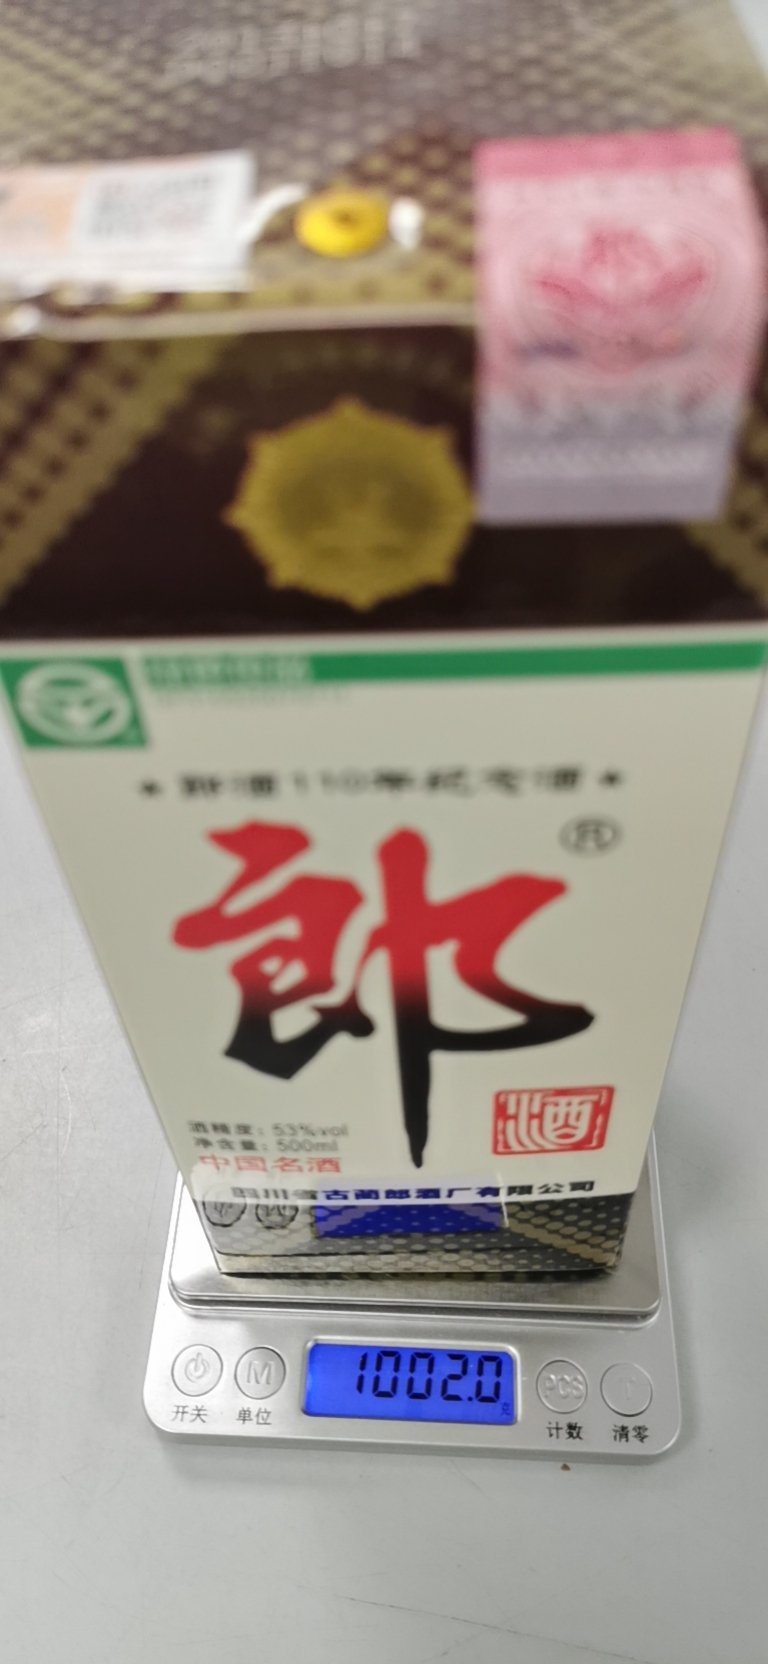 郎酒110年纪念酒
郎®
酒
酒精度：53%vol
净含量：500ml
中国名酒
四川省古蔺郎酒厂有限公司
1002.0
克
M
PCS
T
开关
单位
计数
清零